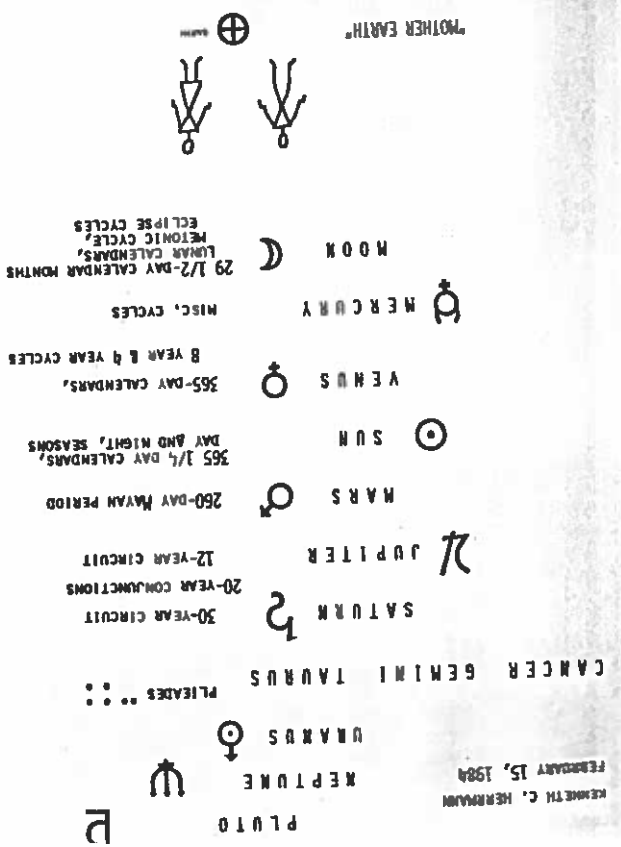 PLUTO
KENNETH C. HERRMANN
FEBRUARY 15, 1984
NEPTUNE
URANUS
CANCER GEMINI TAURUS PLIEADES
SATURN 30-YEAR CIRCUIT
20-YEAR CONJUNCTIONS
JUPITER 12-YEAR CIRCUIT
MARS 260-DAY MAYAN PERIOD
SUN 365 1/4 DAY CALENDARS,
DAY AND NIGHT, SEASONS
VENUS 365-DAY CALENDARS,
8 YEAR & 4 YEAR CYCLES
MERCURY MISC. CYCLES
MOON 29 1/2-DAY CALENDAR MONTHS
LUNAR CALENDARS,
METONIC CYCLE,
ECLIPSE CYCLES
"MOTHER EARTH" EARTH